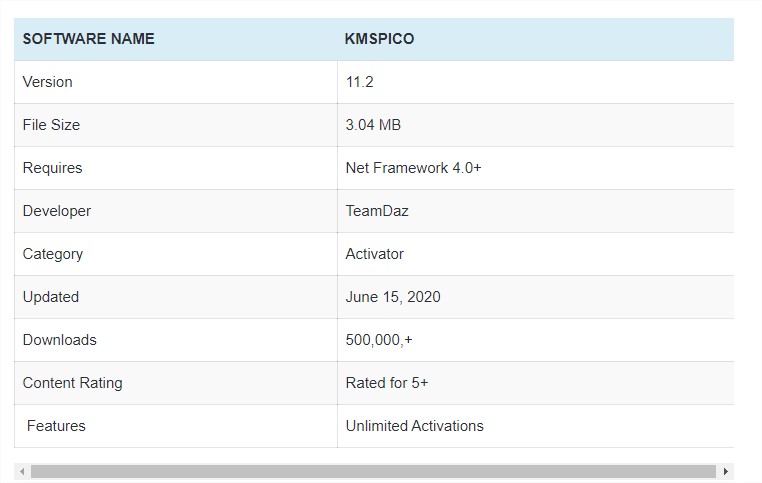 SOFTWARE NAME KMSPICO
Version 11.2
File Size 3.04 MB
Requires Net Framework 4.0+
Developer TeamDaz
Category Activator
Updated June 15, 2020
Downloads 500,000,+
Content Rating Rated for 5+
Features Unlimited Activations